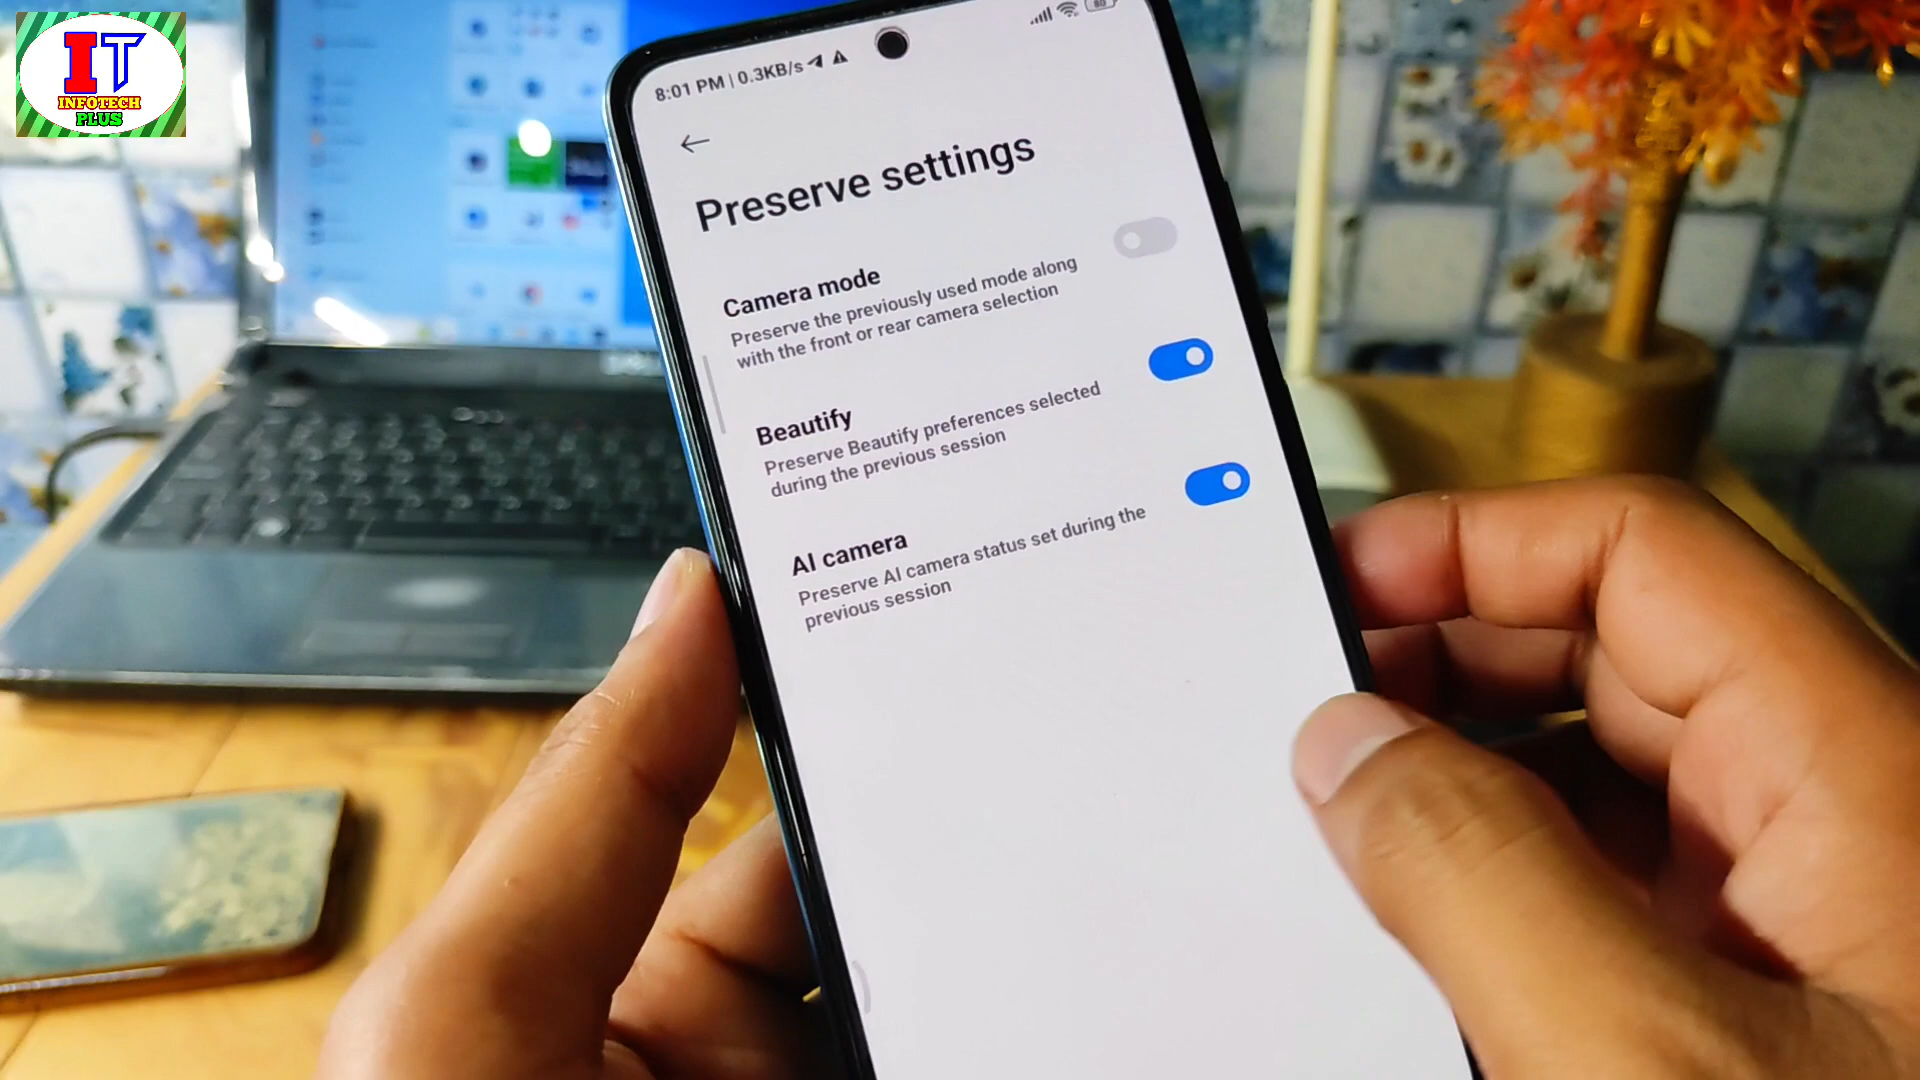 IT
INFOTECH
PLUS
8:01 PM | 0.3KB/s
80
Preserve settings
Camera mode
Preserve the previously used mode along
with the front or rear camera selection
Beautify
Preserve Beautify preferences selected
during the previous session
AI camera
Preserve AI camera status set during the
previous session